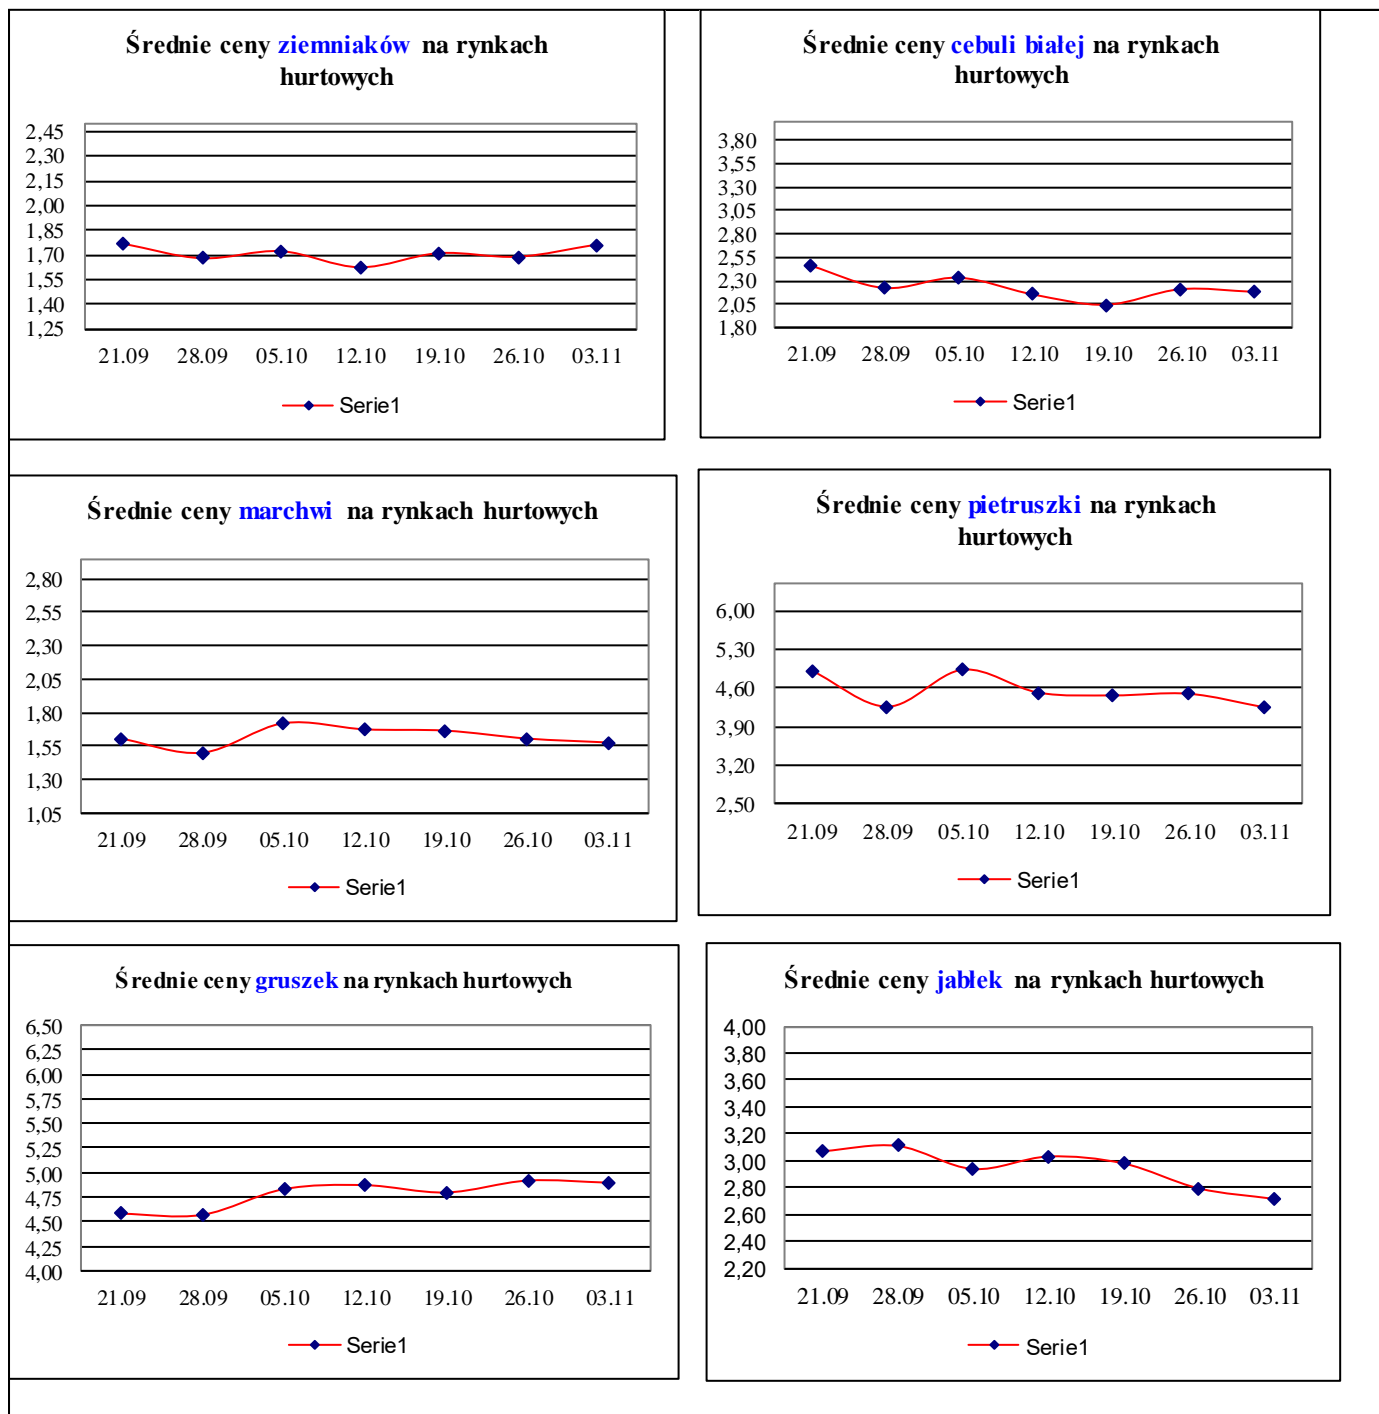 Średnie ceny ziemniaków na rynkach
hurtowych
2,45
2,30
2,15
2,00
1,85
1,70
1,55
1,40
1,25
21.09 28.09 05.10 12.10 19.10 26.10 03.11
Serie1
Średnie ceny cebuli białej na rynkach
hurtowych
3,80
3,55
3,30
3,05
2,80
2,55
2,30
2,05
1,80
21.09 28.09 05.10 12.10 19.10 26.10 03.11
Serie1
Średnie ceny marchwi na rynkach hurtowych
2,80
2,55
2,30
2,05
1,80
1,55
1,30
1,05
21.09 28.09 05.10 12.10 19.10 26.10 03.11
Serie1
Średnie ceny pietruszki na rynkach
hurtowych
6,00
5,30
4,60
3,90
3,20
2,50
21.09 28.09 05.10 12.10 19.10 26.10 03.11
Serie1
Średnie ceny gruszek na rynkach hurtowych
6,50
6,25
6,00
5,75
5,50
5,25
5,00
4,75
4,50
4,25
4,00
21.09 28.09 05.10 12.10 19.10 26.10 03.11
Serie1
Średnie ceny jabłek na rynkach hurtowych
4,00
3,80
3,60
3,40
3,20
3,00
2,80
2,60
2,40
2,20
21.09 28.09 05.10 12.10 19.10 26.10 03.11
Serie1